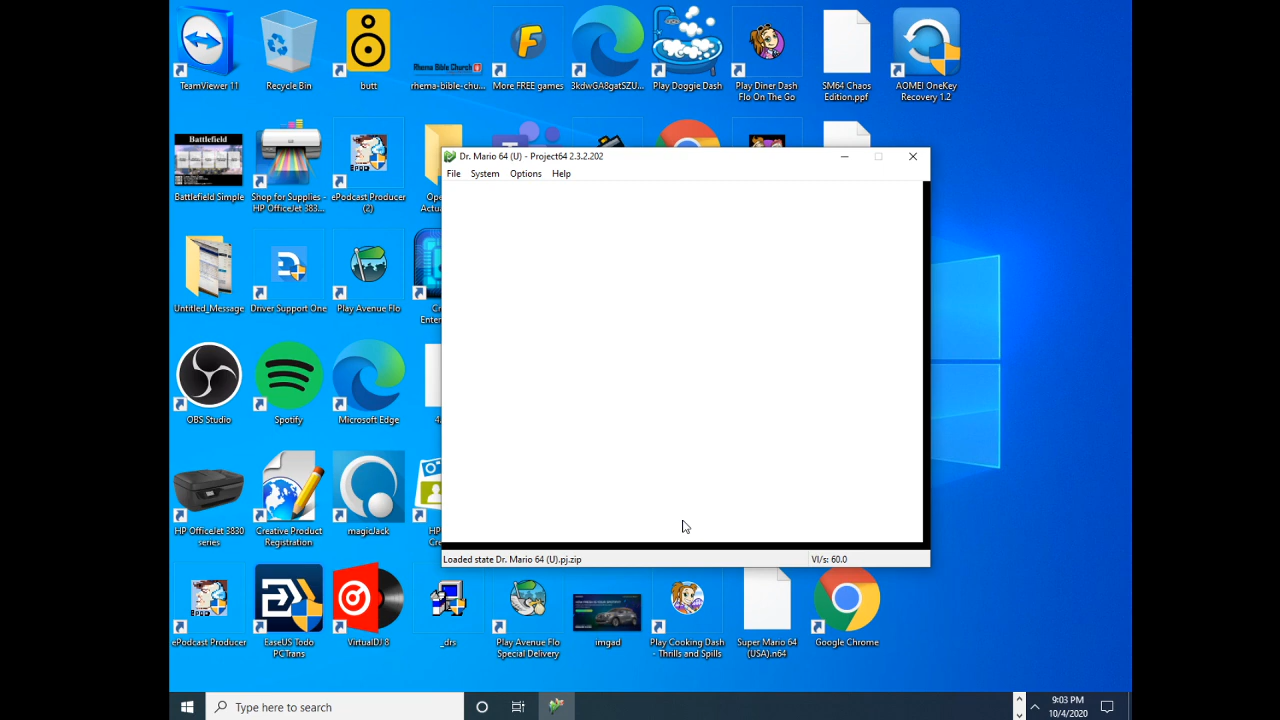 TeamViewer 11
Recycle Bin
butt
Rhema Bible Church
rhema-bible-chu...
More FREE games
3kdwGA8gatSZU...
Play Doggie Dash
Play Diner Dash
Flo On The Go
SM64 Chaos
Edition.ppf
AOMEI OneKey
Recovery 1.2
Battlefield
Battlefield Simple
Shop for Supplies -
HP OfficeJet 383...
epoc
ePodcast Producer
(2)
Dr. Mario 64 (U) - Project64 2.3.2.202
File
System
Options
Help
Untitled_Message
Driver Support One
Play Avenue Flo
OBS Studio
Spotify
Microsoft Edge
HP OfficeJet 3830
series
Creative Product
Registration
magicJack
Loaded state Dr. Mario 64 (U).pj.zip
VI/s: 60.0
ePodcast Producer
EaseUS Todo
PCTrans
VirtualDJ 8
_drs
Play Avenue Flo
Special Delivery
imgad
Play Cooking Dash
- Thrills and Spills
Super Mario 64
(USA).n64
Google Chrome
Type here to search
9:03 PM
10/4/2020